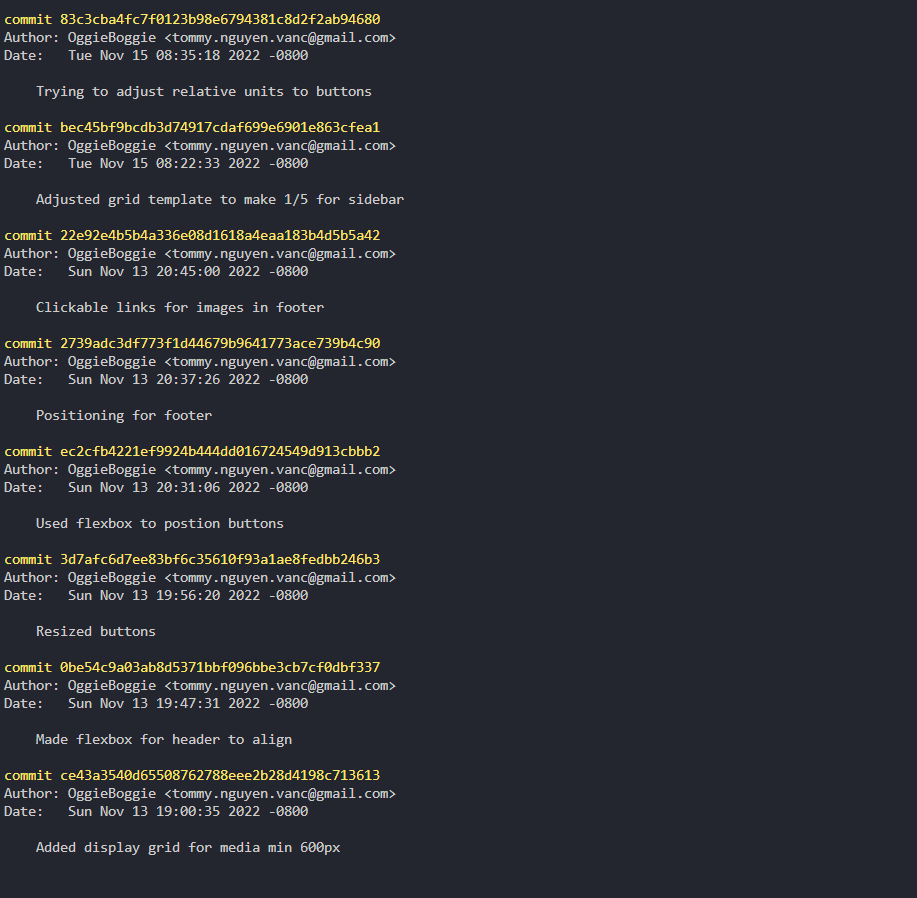 commit 83c3cba4fc7f0123b98e6794381c8d2f2ab94680
Author: OggieBoggie <tommy.nguyen.vanc@gmail.com>
Date:   Tue Nov 15 08:35:18 2022 -0800
Trying to adjust relative units to buttons
commit bec45bf9bcdb3d74917cdaf699e6901e863cfea1
Author: OggieBoggie <tommy.nguyen.vanc@gmail.com>
Date:   Tue Nov 15 08:22:33 2022 -0800
Adjusted grid template to make 1/5 for sidebar
commit 22e92e4b5b4a336e08d1618a4eaa183b4d5b5a42
Author: OggieBoggie <tommy.nguyen.vanc@gmail.com>
Date:   Sun Nov 13 20:45:00 2022 -0800
Clickable links for images in footer
commit 2739adc3df773f1d44679b9641773ace739b4c90
Author: OggieBoggie <tommy.nguyen.vanc@gmail.com>
Date:   Sun Nov 13 20:37:26 2022 -0800
Positioning for footer
commit ec2cfb4221ef9924b444dd016724549d913cbbb2
Author: OggieBoggie <tommy.nguyen.vanc@gmail.com>
Date:   Sun Nov 13 20:31:06 2022 -0800
Used flexbox to postion buttons
commit 3d7afc6d7ee83bf6c35610f93a1ae8fedbb246b3
Author: OggieBoggie <tommy.nguyen.vanc@gmail.com>
Date:   Sun Nov 13 19:56:20 2022 -0800
Resized buttons
commit 0be54c9a03ab8d5371bbf096bbe3cb7cf0dbf337
Author: OggieBoggie <tommy.nguyen.vanc@gmail.com>
Date:   Sun Nov 13 19:47:31 2022 -0800
Made flexbox for header to align
commit ce43a3540d65508762788eee2b28d4198c713613
Author: OggieBoggie <tommy.nguyen.vanc@gmail.com>
Date:   Sun Nov 13 19:00:35 2022 -0800
Added display grid for media min 600px